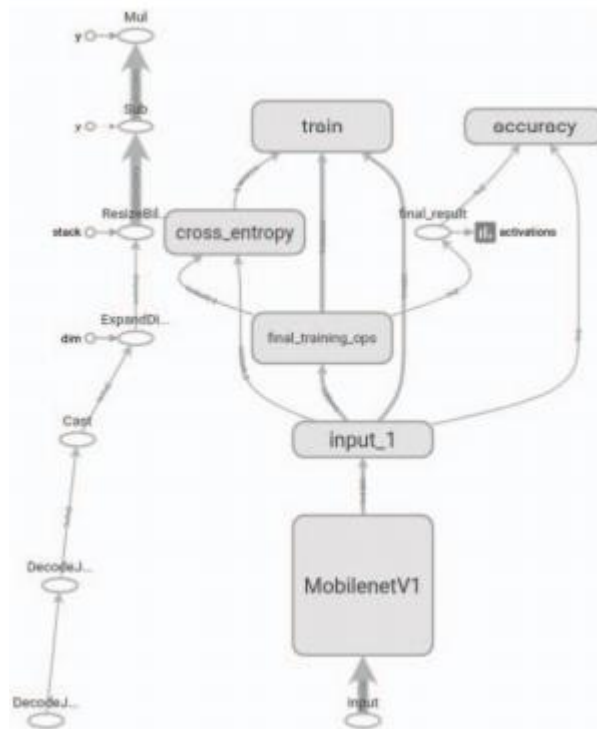 Mul
y
Sub
y
train
accuracy
ResizeBil...
stack
cross_entropy
final_result
activations
ExpandDi...
dim
final_training_ops
Cast
input_1
DecodeJ...
MobilenetV1
DecodeJ...
input